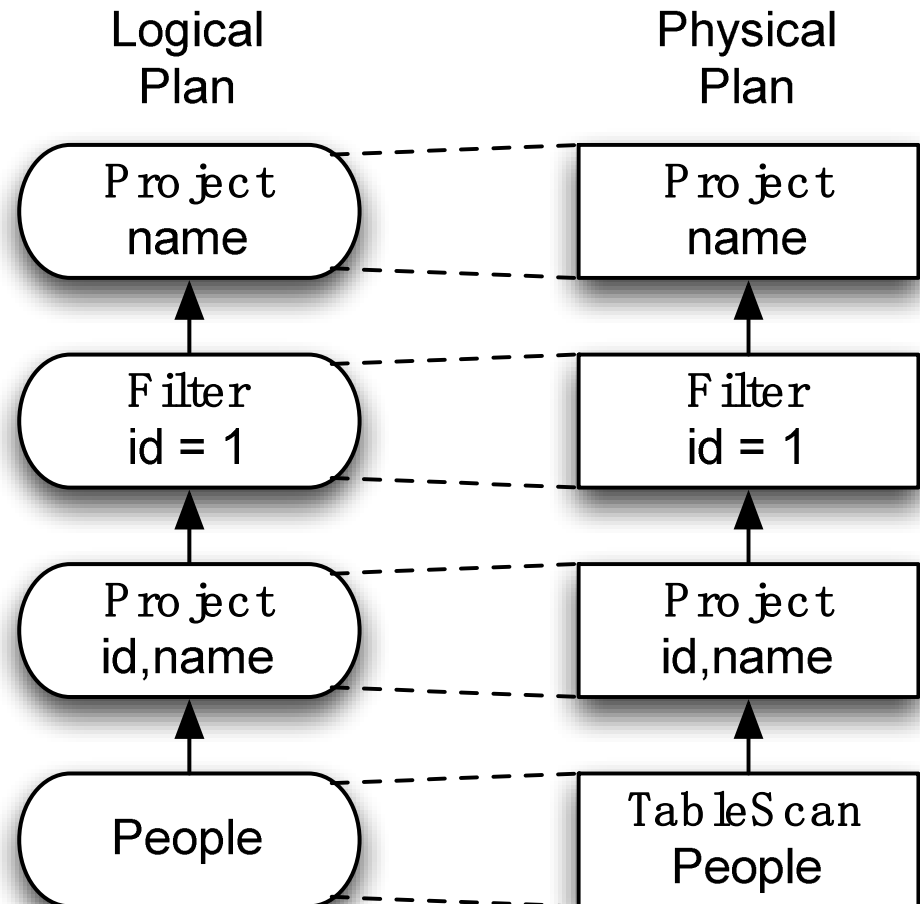 Logical
Plan
Physical
Plan
Project
name
Project
name
Filter
id = 1
Filter
id = 1
Project
id,name
Project
id,name
People
TableScan
People